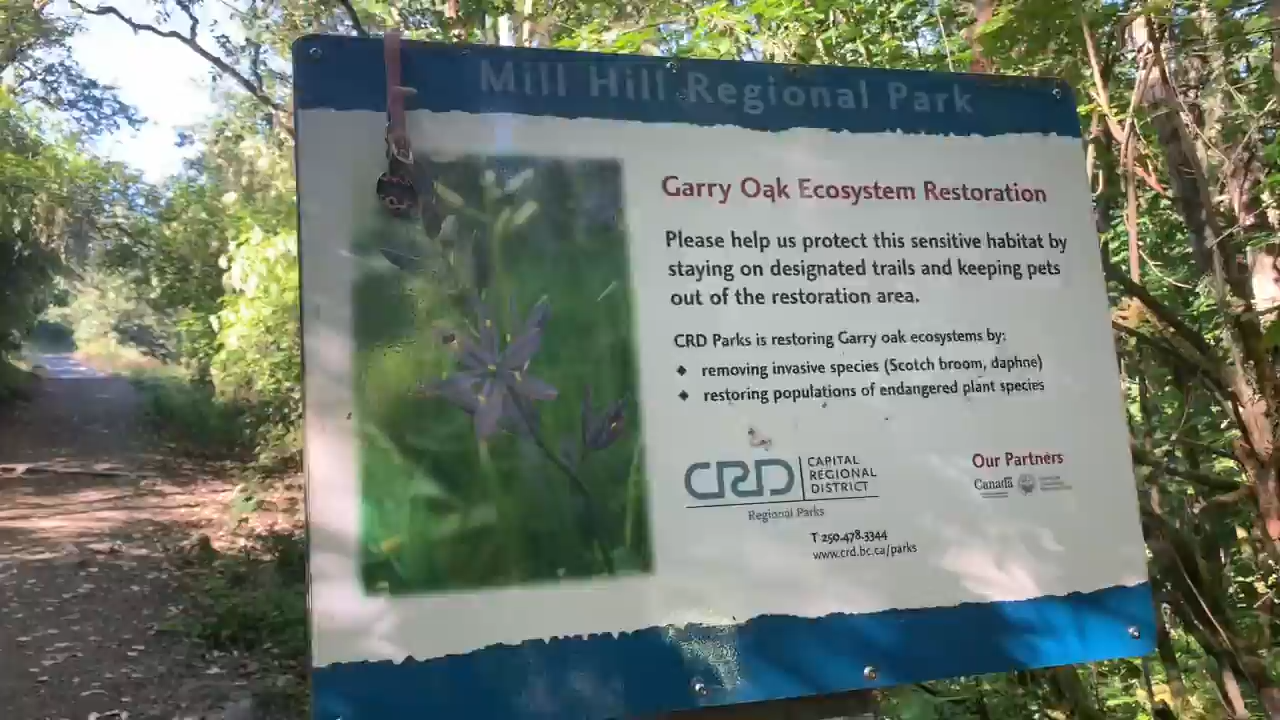 Mill Hill Regional Park
Garry Oak Ecosystem Restoration
Please help us protect this sensitive habitat by
staying on designated trails and keeping pets
out of the restoration area.
CRD Parks is restoring Garry oak ecosystems by:
◆ removing invasive species (Scotch broom, daphne)
◆ restoring populations of endangered plant species
CRD
CAPITAL
REGIONAL
DISTRICT
Regional Parks
Our Partners
Canada
T 250.478.3344
www.crd.bc.ca/parks